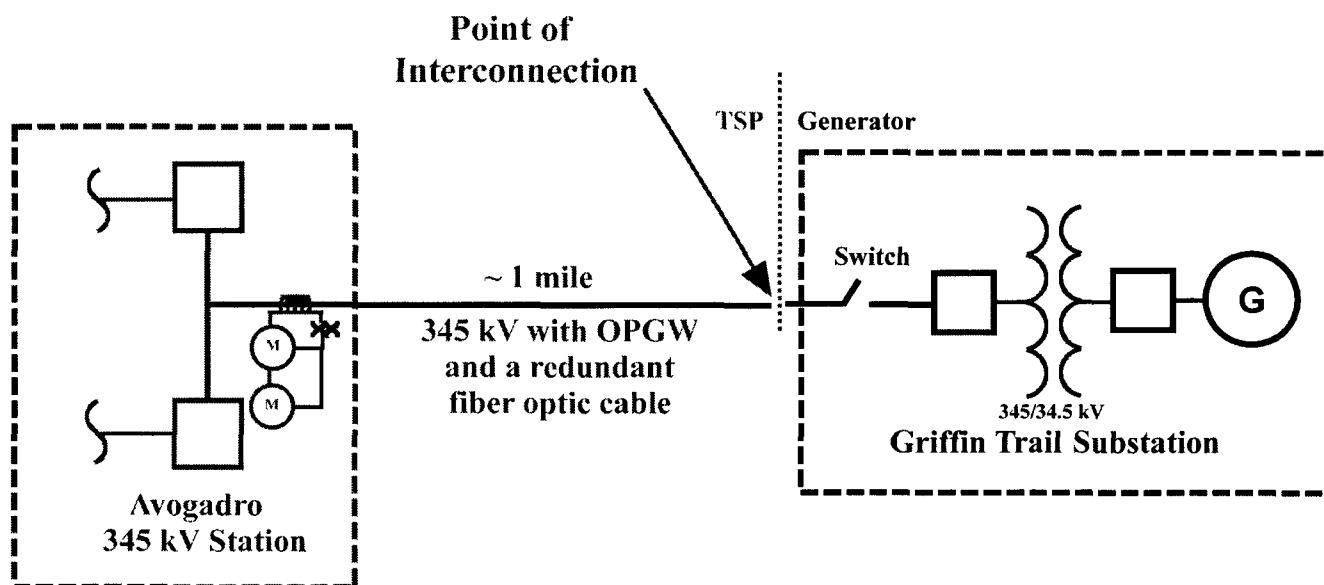 Point of
Interconnection
TSP
Generator
Switch
~ 1 mile
345 kV with OPGW
and a redundant
fiber optic cable
M
M
G
345/34.5 kV
Griffin Trail Substation
Avogadro
345 kV Station